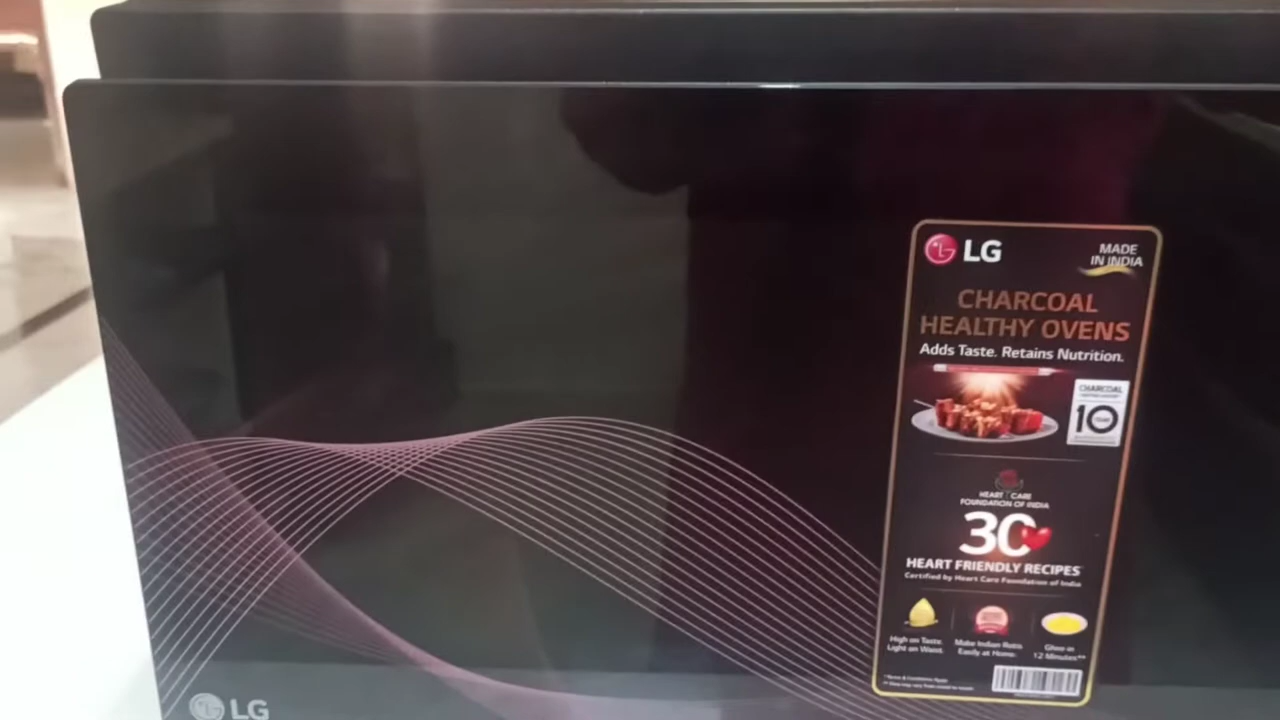 LG
MADE
IN INDIA
CHARCOAL
HEALTHY OVENS
Adds Taste. Retains Nutrition.
CHARCOAL
10
HEART CARE
FOUNDATION OF INDIA
30
HEART FRIENDLY RECIPES
Certified by Heart Care Foundation of India
High on Taste.
Light on Waist.
Make Indian Rotis
Easily at Home.
Ghee in
12 Minutes**
LG